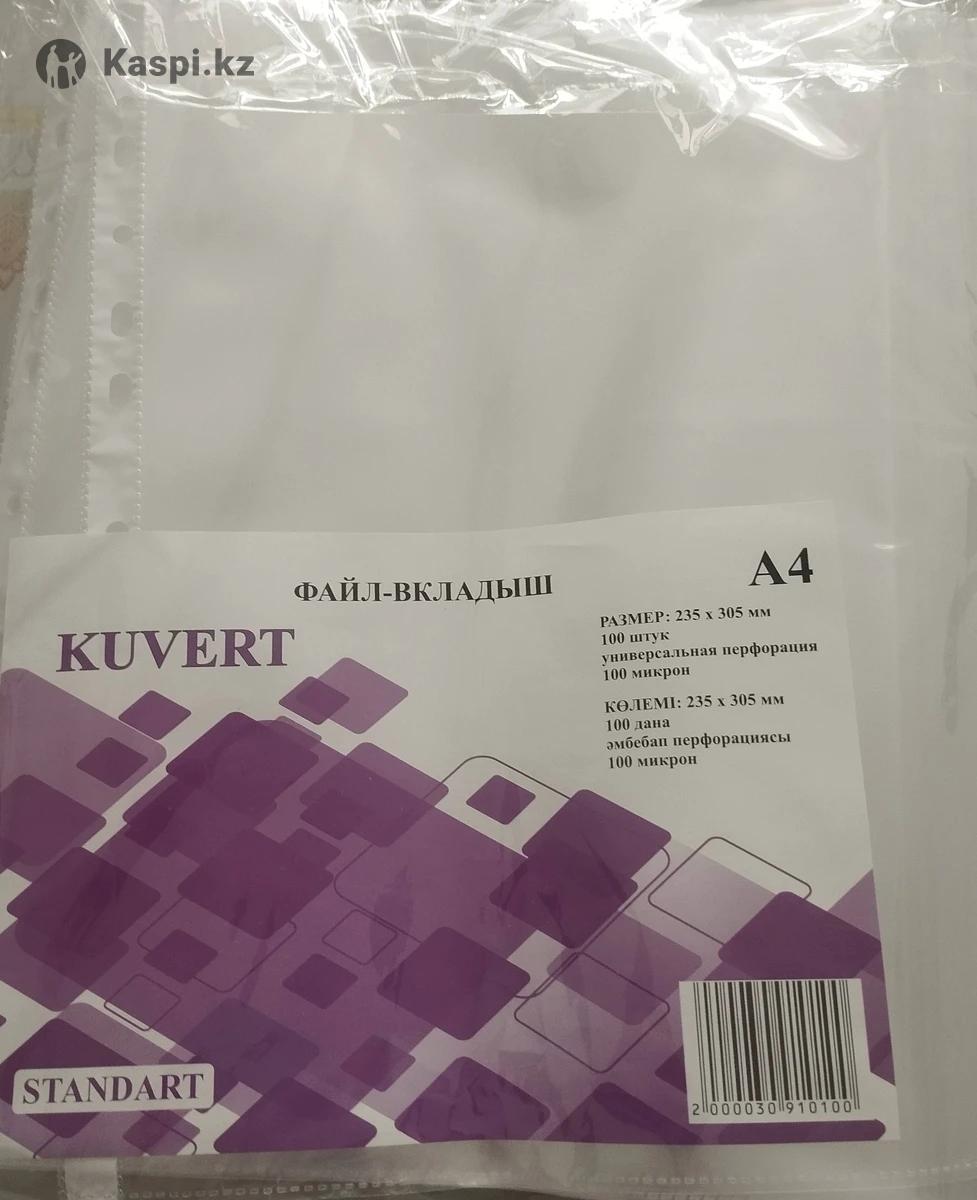 Kaspi.kz
ФАЙЛ-ВКЛАДЫШ
A4
KUVERT
РАЗМЕР: 235 x 305 мм
100 штук
универсальная перфорация
100 микрон
КӨЛЕМІ: 235 x 305 мм
100 дана
әмбебап перфорациясы
100 микрон
STANDART
2 000030 910100